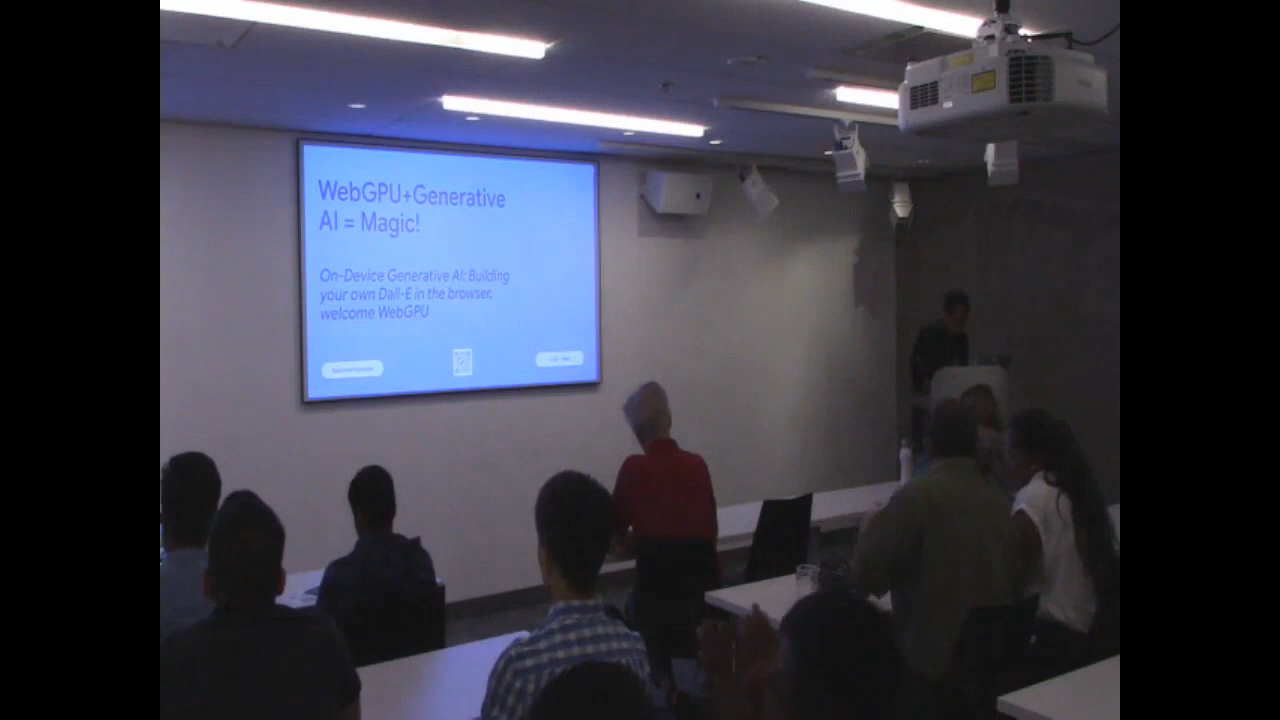 WebGPU+Generative
AI = Magic!
On-Device Generative AI: Building
your own Dall-E in the browser,
welcome WebGPU